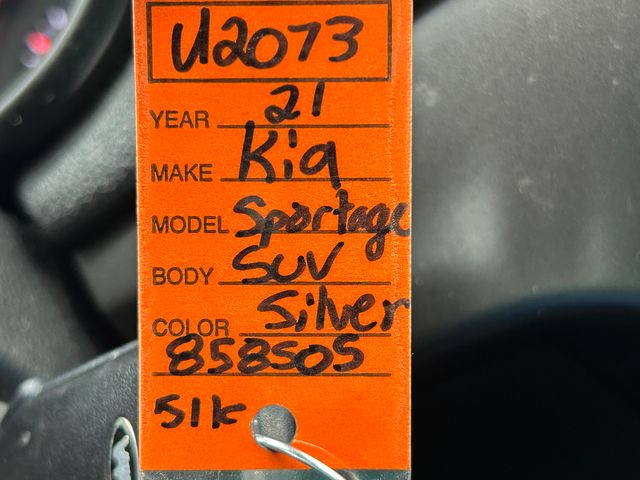 U2073
YEAR 21
MAKE Kia
MODEL Sportage
BODY SUV
COLOR Silver
858505
51k